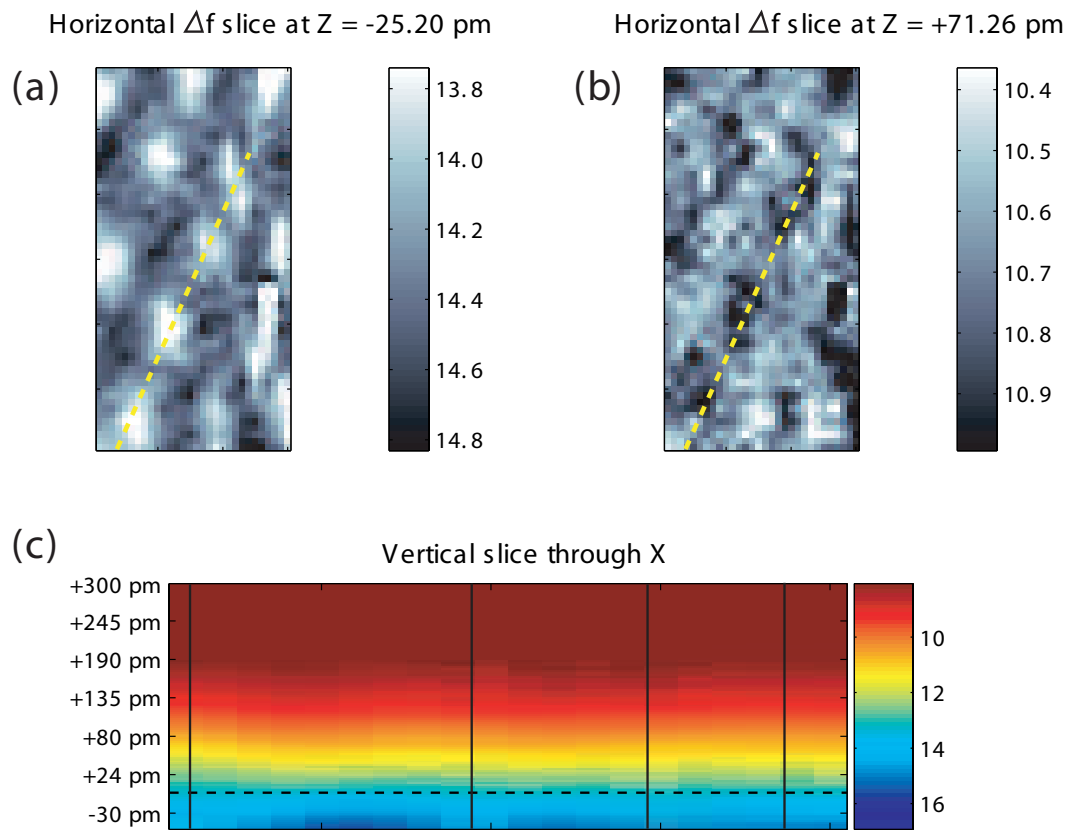 Horizontal Δf slice at Z = -25.20 pm
Horizontal Δf slice at Z = +71.26 pm
(a)
13.8
14.0
14.2
14.4
14.6
14.8
(b)
10.4
10.5
10.6
10.7
10.8
10.9
(c)
Vertical slice through X
+300 pm
+245 pm
+190 pm
+135 pm
+80 pm
+24 pm
-30 pm
10
12
14
16